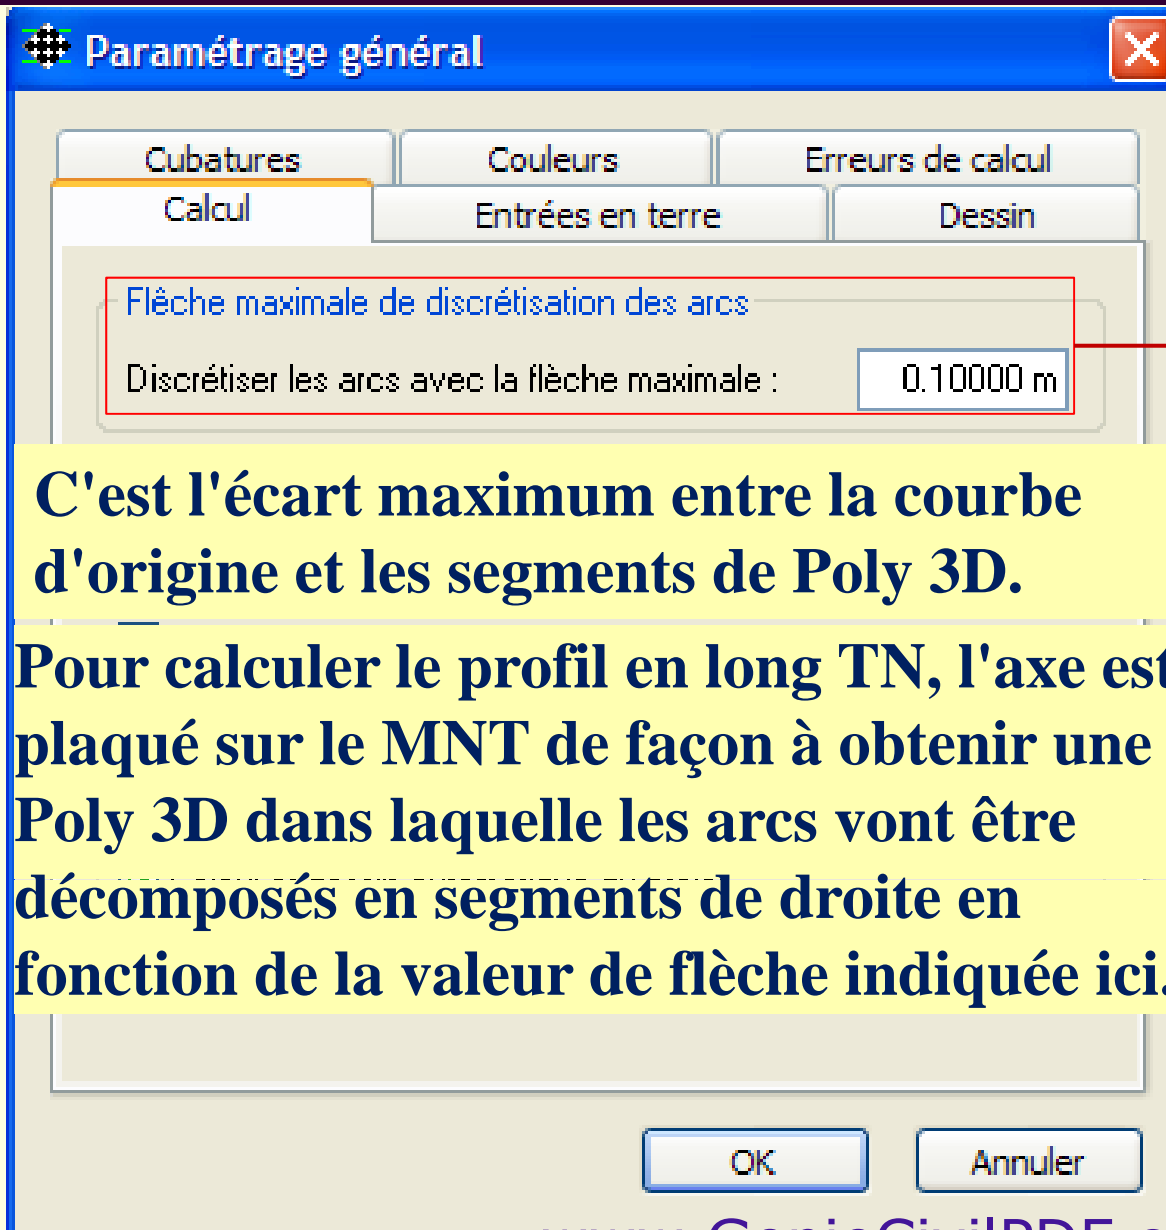 Paramétrage général
Cubatures
Couleurs
Erreurs de calcul
Calcul
Entrées en terre
Dessin
Flêche maximale de discrétisation des arcs
Discrétiser les arcs avec la flèche maximale :
0.10000 m
C'est l'écart maximum entre la courbe
d'origine et les segments de Poly 3D.
Pour calculer le profil en long TN, l'axe est
plaqué sur le MNT de façon à obtenir une
Poly 3D dans laquelle les arcs vont être
décomposés en segments de droite en
fonction de la valeur de flèche indiquée ici.
OK
Annuler